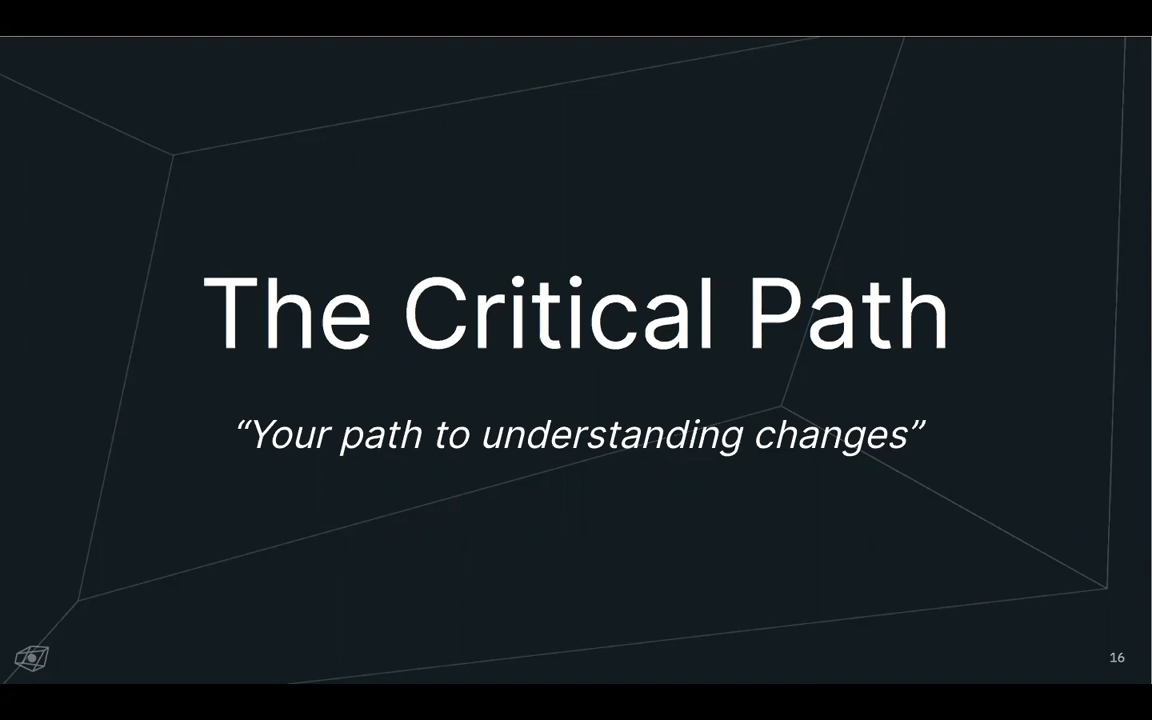 The Critical Path
“Your path to understanding changes”
16